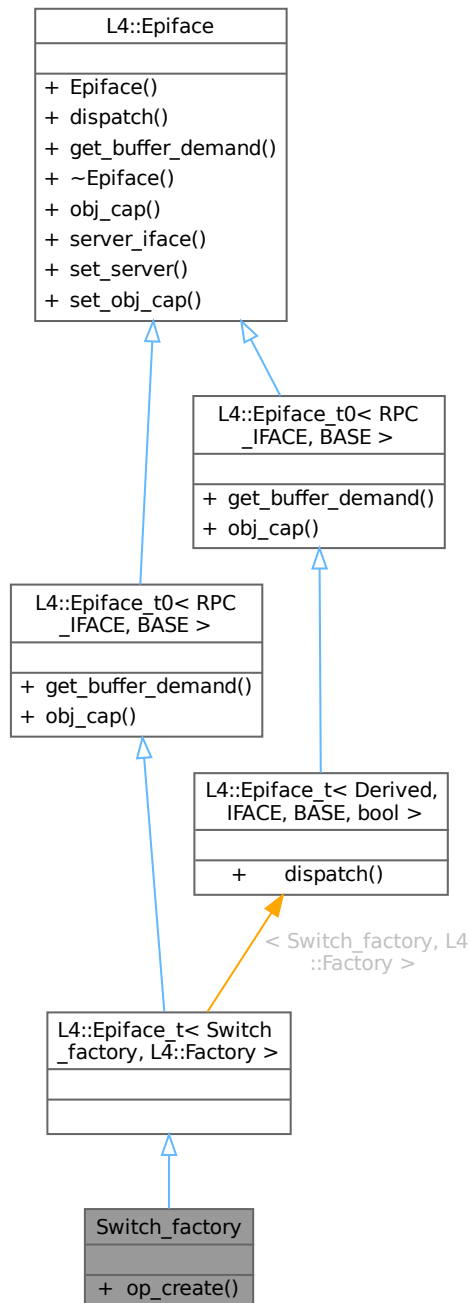 L4::Epiface
+ Epiface()
+ dispatch()
+ get_buffer_demand()
+ ~Epiface()
+ obj_cap()
+ server_iface()
+ set_server()
+ set_obj_cap()
L4::Epiface_t0< RPC
_IFACE, BASE >
+ get_buffer_demand()
+ obj_cap()
L4::Epiface_t0< RPC
_IFACE, BASE >
+ get_buffer_demand()
+ obj_cap()
L4::Epiface_t< Derived,
IFACE, BASE, bool >
+ dispatch()
< Switch_factory, L4
::Factory >
L4::Epiface_t< Switch
_factory, L4::Factory >
Switch_factory
+ op_create()